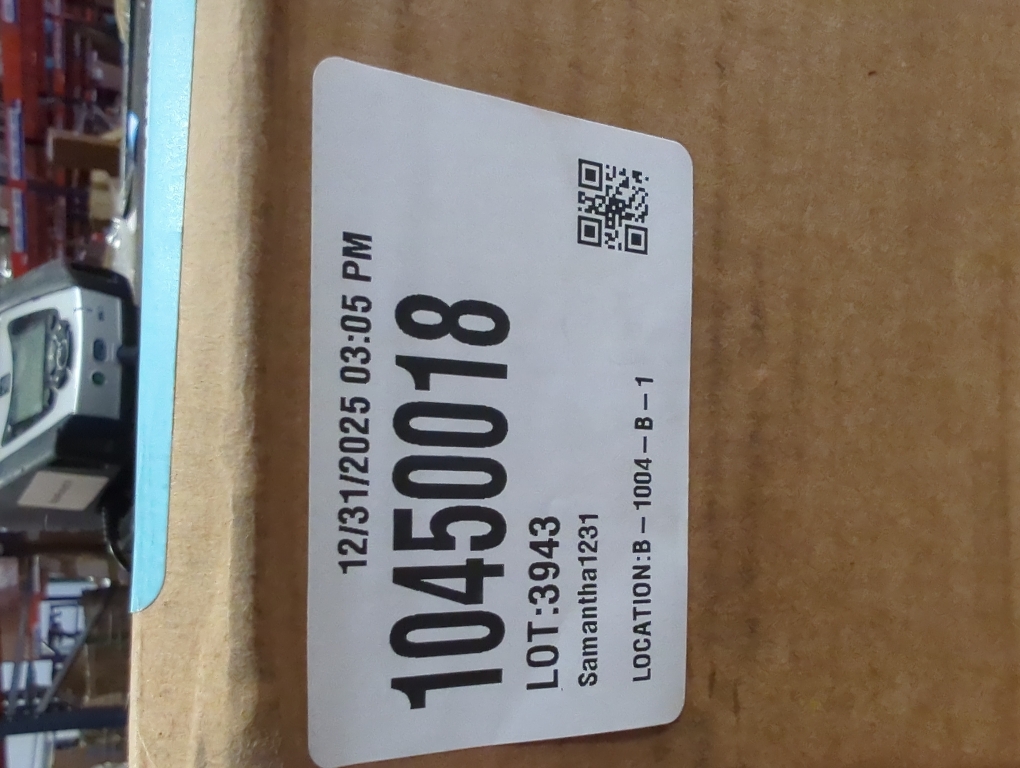 12/31/2025 03:05 PM
10450018
LOT:3943
Samantha1231
LOCATION:B-1004-B-1